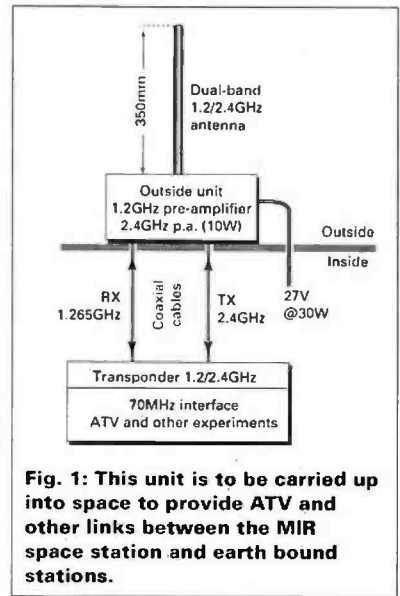 350mm
Dual-band
1.2/2.4GHz
antenna
Outside unit
1.2GHz pre-amplifier
2.4GHz p.a. (10W)
Outside
Inside
RX
1.265GHz
Coaxial
cables
TX
2.4GHz
27V
@30W
Transponder 1.2/2.4GHz
70MHz interface
ATV and other experiments
Fig. 1: This unit is to be carried up
into space to provide ATV and
other links between the MIR
space station and earth bound
stations.